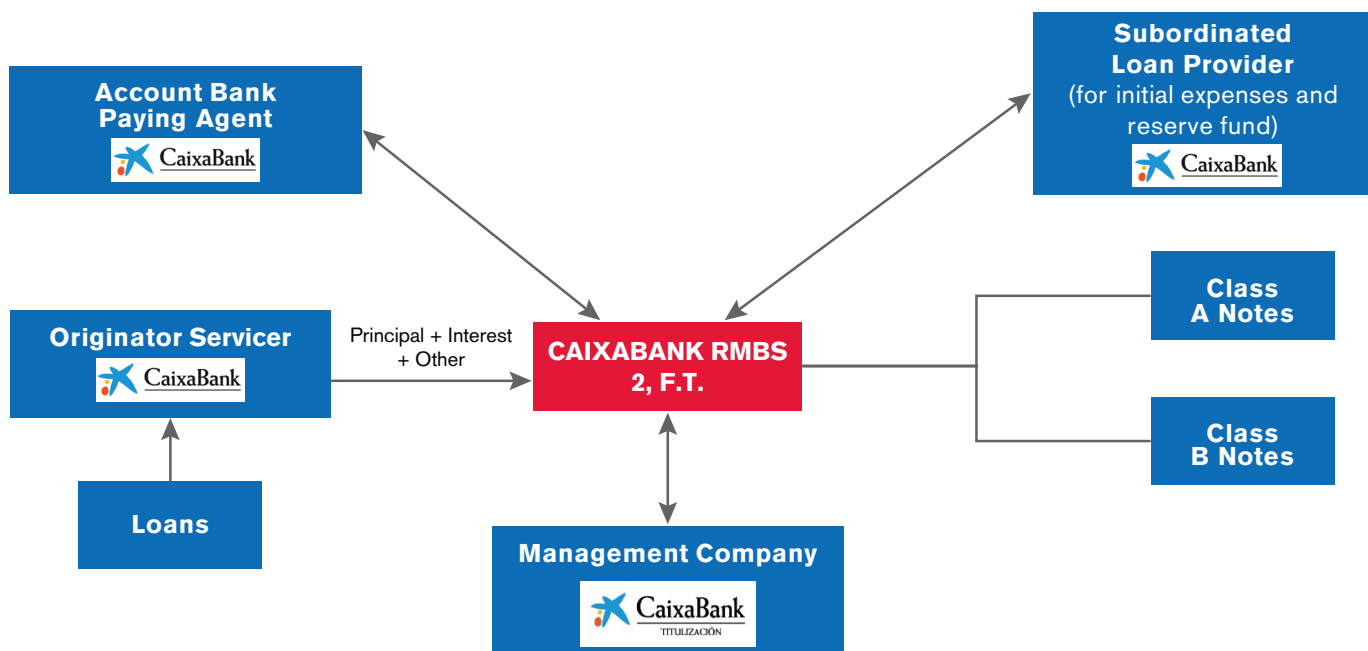 Account Bank
Paying Agent
CaixaBank
Subordinated
Loan Provider
(for initial expenses and
reserve fund)
CaixaBank
Originator Servicer
CaixaBank
Principal + Interest
+ Other
CAIXABANK RMBS
2, F.T.
Class
A Notes
Class
B Notes
Loans
Management Company
CaixaBank
TITULIZACIÓN